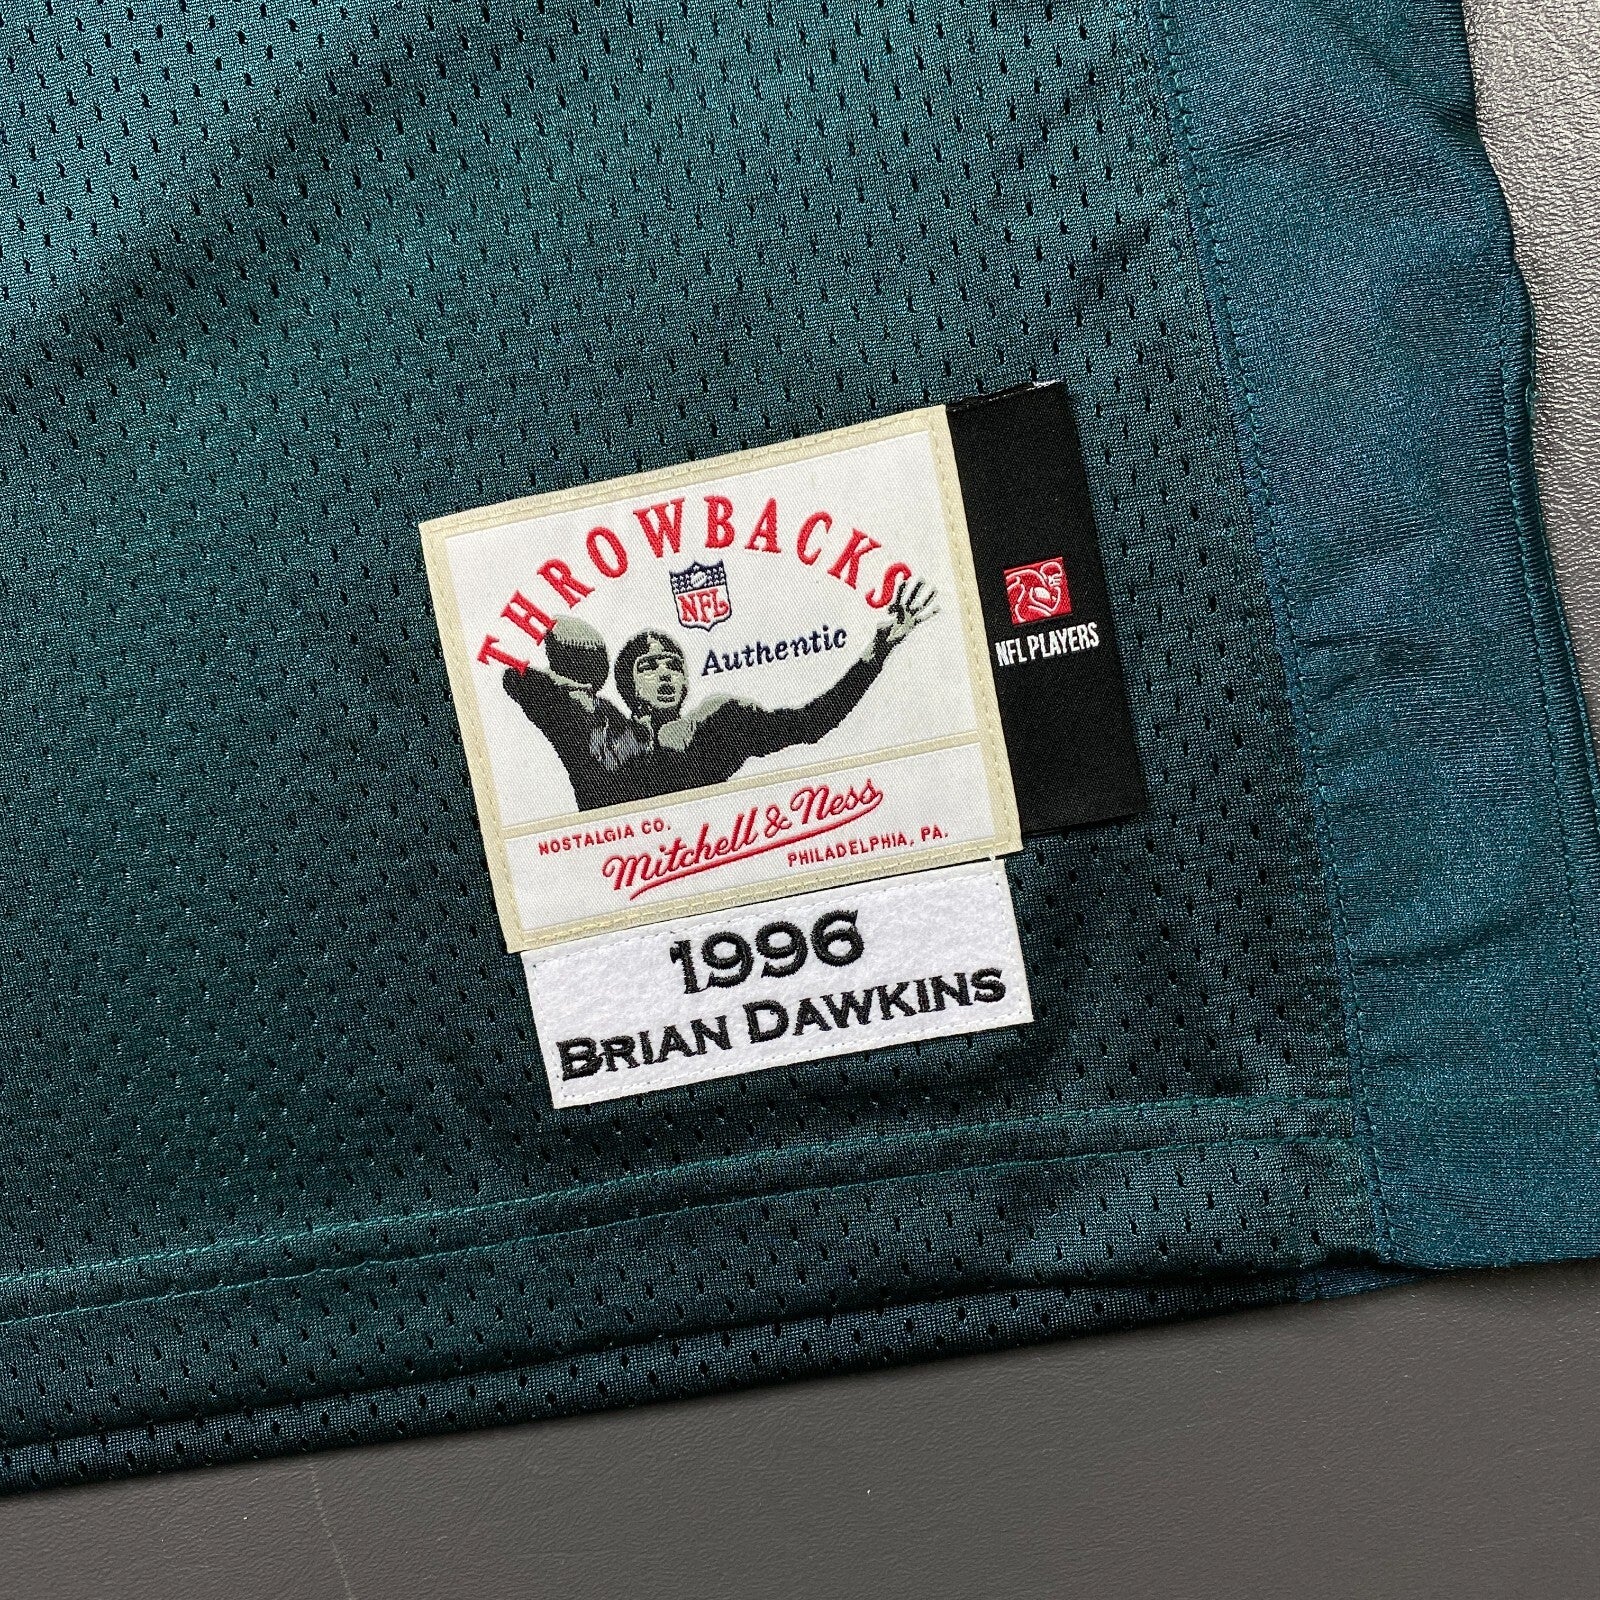 THROWBACKS
NFL
Authentic
NFL PLAYERS
NOSTALGIA CO.
Mitchell & Ness
PHILADELPHIA, PA.
1996
BRIAN DAWKINS